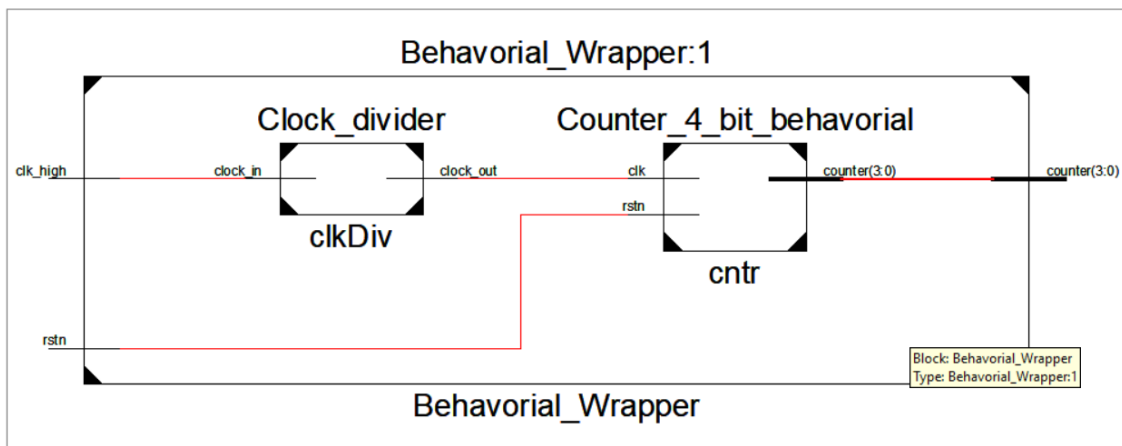 Behavorial_Wrapper:1
Clock_divider
Counter_4_bit_behavorial
clk_high
clock_in
clock_out
clk
counter(3:0)
counter(3:0)
rstn
clkDiv
cntr
rstn
Block: Behavorial_Wrapper
Type: Behavorial_Wrapper:1
Behavorial_Wrapper